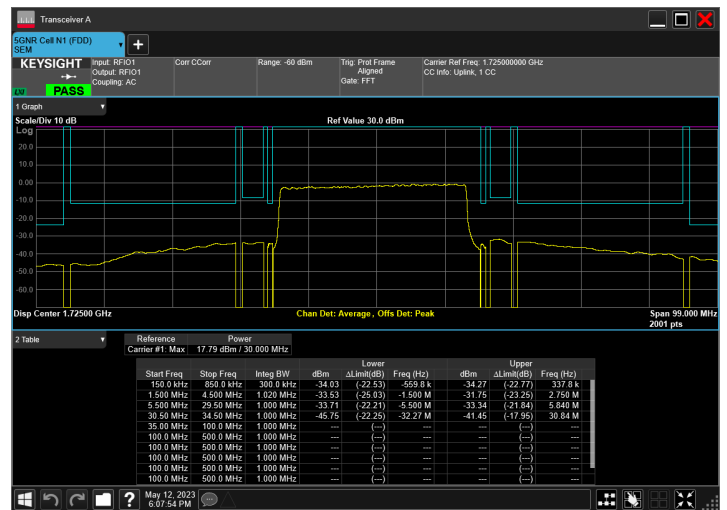 Transceiver A
5GNR Cell N1 (FDD)
SEM
KEYSIGHT
LXI
PASS
Input: RFIO1
Output: RFIO1
Coupling: AC
Corr CCorr
Range: -60 dBm
Trig: Prot Frame
Aligned
Gate: FFT
Carrier Ref Freq: 1.725000000 GHz
CC Info: Uplink, 1 CC
1 Graph
Scale/Div 10 dB
Ref Value 30.0 dBm
Log
20.0
10.0
0.00
-10.0
-20.0
-30.0
-40.0
-50.0
-60.0
Disp Center 1.72500 GHz
Chan Det: Average , Offs Det: Peak
Span 99.000 MHz
2001 pts
2 Table
Reference Power
Carrier #1: Max 17.79 dBm / 30.000 MHz
Lower Upper
Start Freq Stop Freq Integ BW dBm ΔLimit(dB) Freq (Hz) dBm ΔLimit(dB) Freq (Hz)
150.0 kHz 850.0 kHz 300.0 kHz -34.03 (-22.53) -559.8 k -34.27 (-22.77) 337.8 k
1.500 MHz 4.500 MHz 1.020 MHz -33.53 (-25.03) -1.500 M -31.75 (-23.25) 2.750 M
5.500 MHz 29.50 MHz 1.000 MHz -33.71 (-22.21) -5.500 M -33.34 (-21.84) 5.840 M
30.50 MHz 34.50 MHz 1.000 MHz -45.75 (-22.25) -32.27 M -41.45 (-17.95) 30.84 M
35.00 MHz 100.0 kHz 1.000 MHz --- (---) --- --- (---) ---
100.0 kHz 500.0 kHz 1.000 MHz --- (---) --- --- (---) ---
100.0 kHz 500.0 kHz 1.000 MHz --- (---) --- --- (---) ---
100.0 kHz 500.0 kHz 1.000 MHz --- (---) --- --- (---) ---
100.0 kHz 500.0 kHz 1.000 MHz --- (---) --- --- (---) ---
100.0 kHz 500.0 kHz 1.000 MHz --- (---) --- --- (---) ---
May 12, 2023
6:07:54 PM